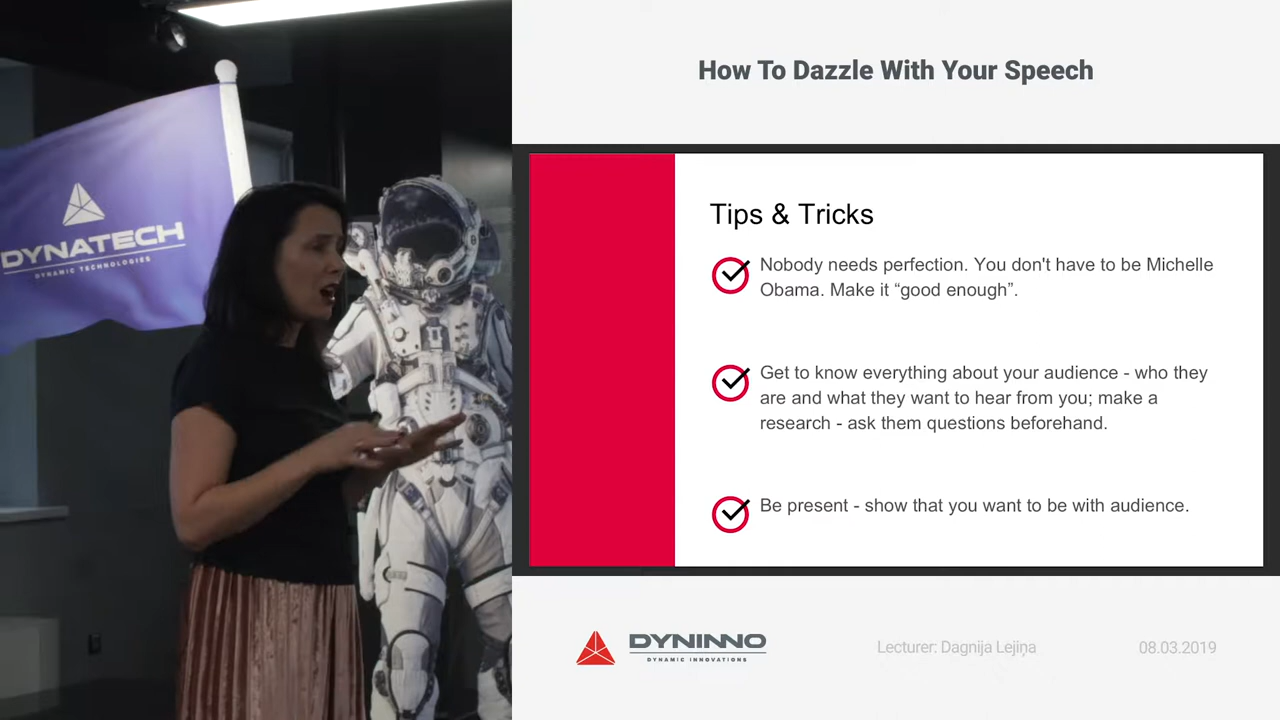 DYNATECH
DYNAMIC TECHNOLOGIES
How To Dazzle With Your Speech
Tips & Tricks
Nobody needs perfection. You don't have to be Michelle
Obama. Make it “good enough”.
Get to know everything about your audience - who they
are and what they want to hear from you; make a
research - ask them questions beforehand.
Be present - show that you want to be with audience.
DYNINNO
DYNAMIC INNOVATIONS
Lecturer: Dagnija Lejiņa
08.03.2019